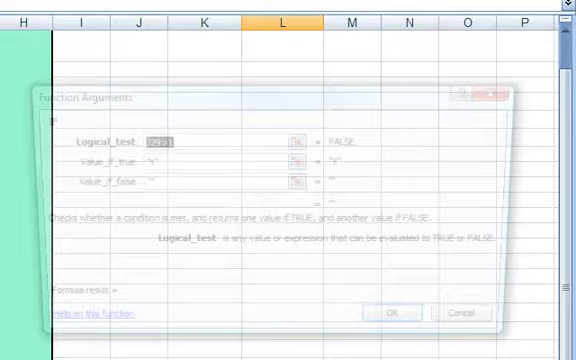 H I J K L M N O P
Function Arguments
IF
Logical_test = FALSE
Value_if_true "Y" = "Y"
Value_if_false "" = ""
= ""
Checks whether a condition is met, and returns one value if TRUE, and another value if FALSE.
Logical_test is any value or expression that can be evaluated to TRUE or FALSE.
Formula result =
Help on this function OK Cancel